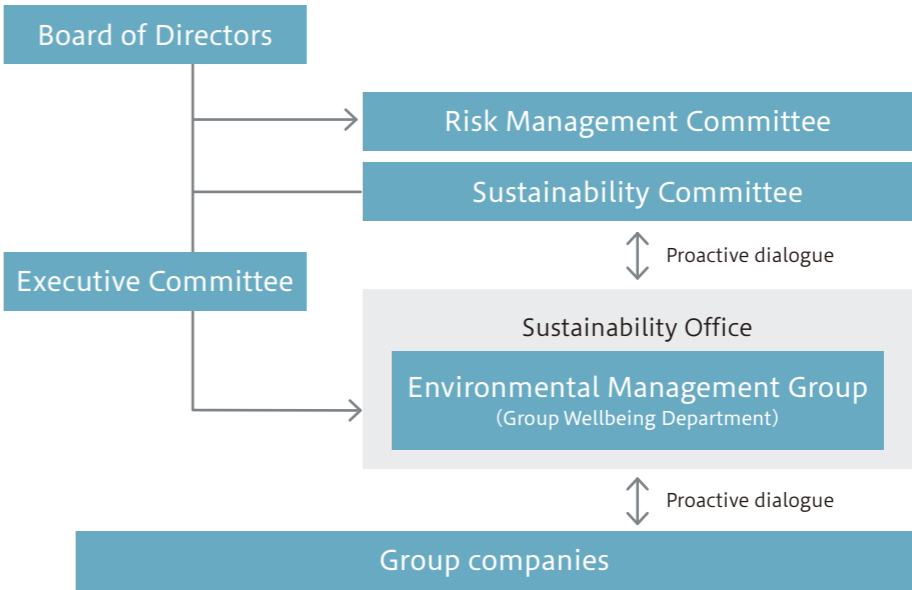 Board of Directors
Risk Management Committee
Sustainability Committee
Proactive dialogue
Executive Committee
Sustainability Office
Environmental Management Group
(Group Wellbeing Department)
Proactive dialogue
Group companies